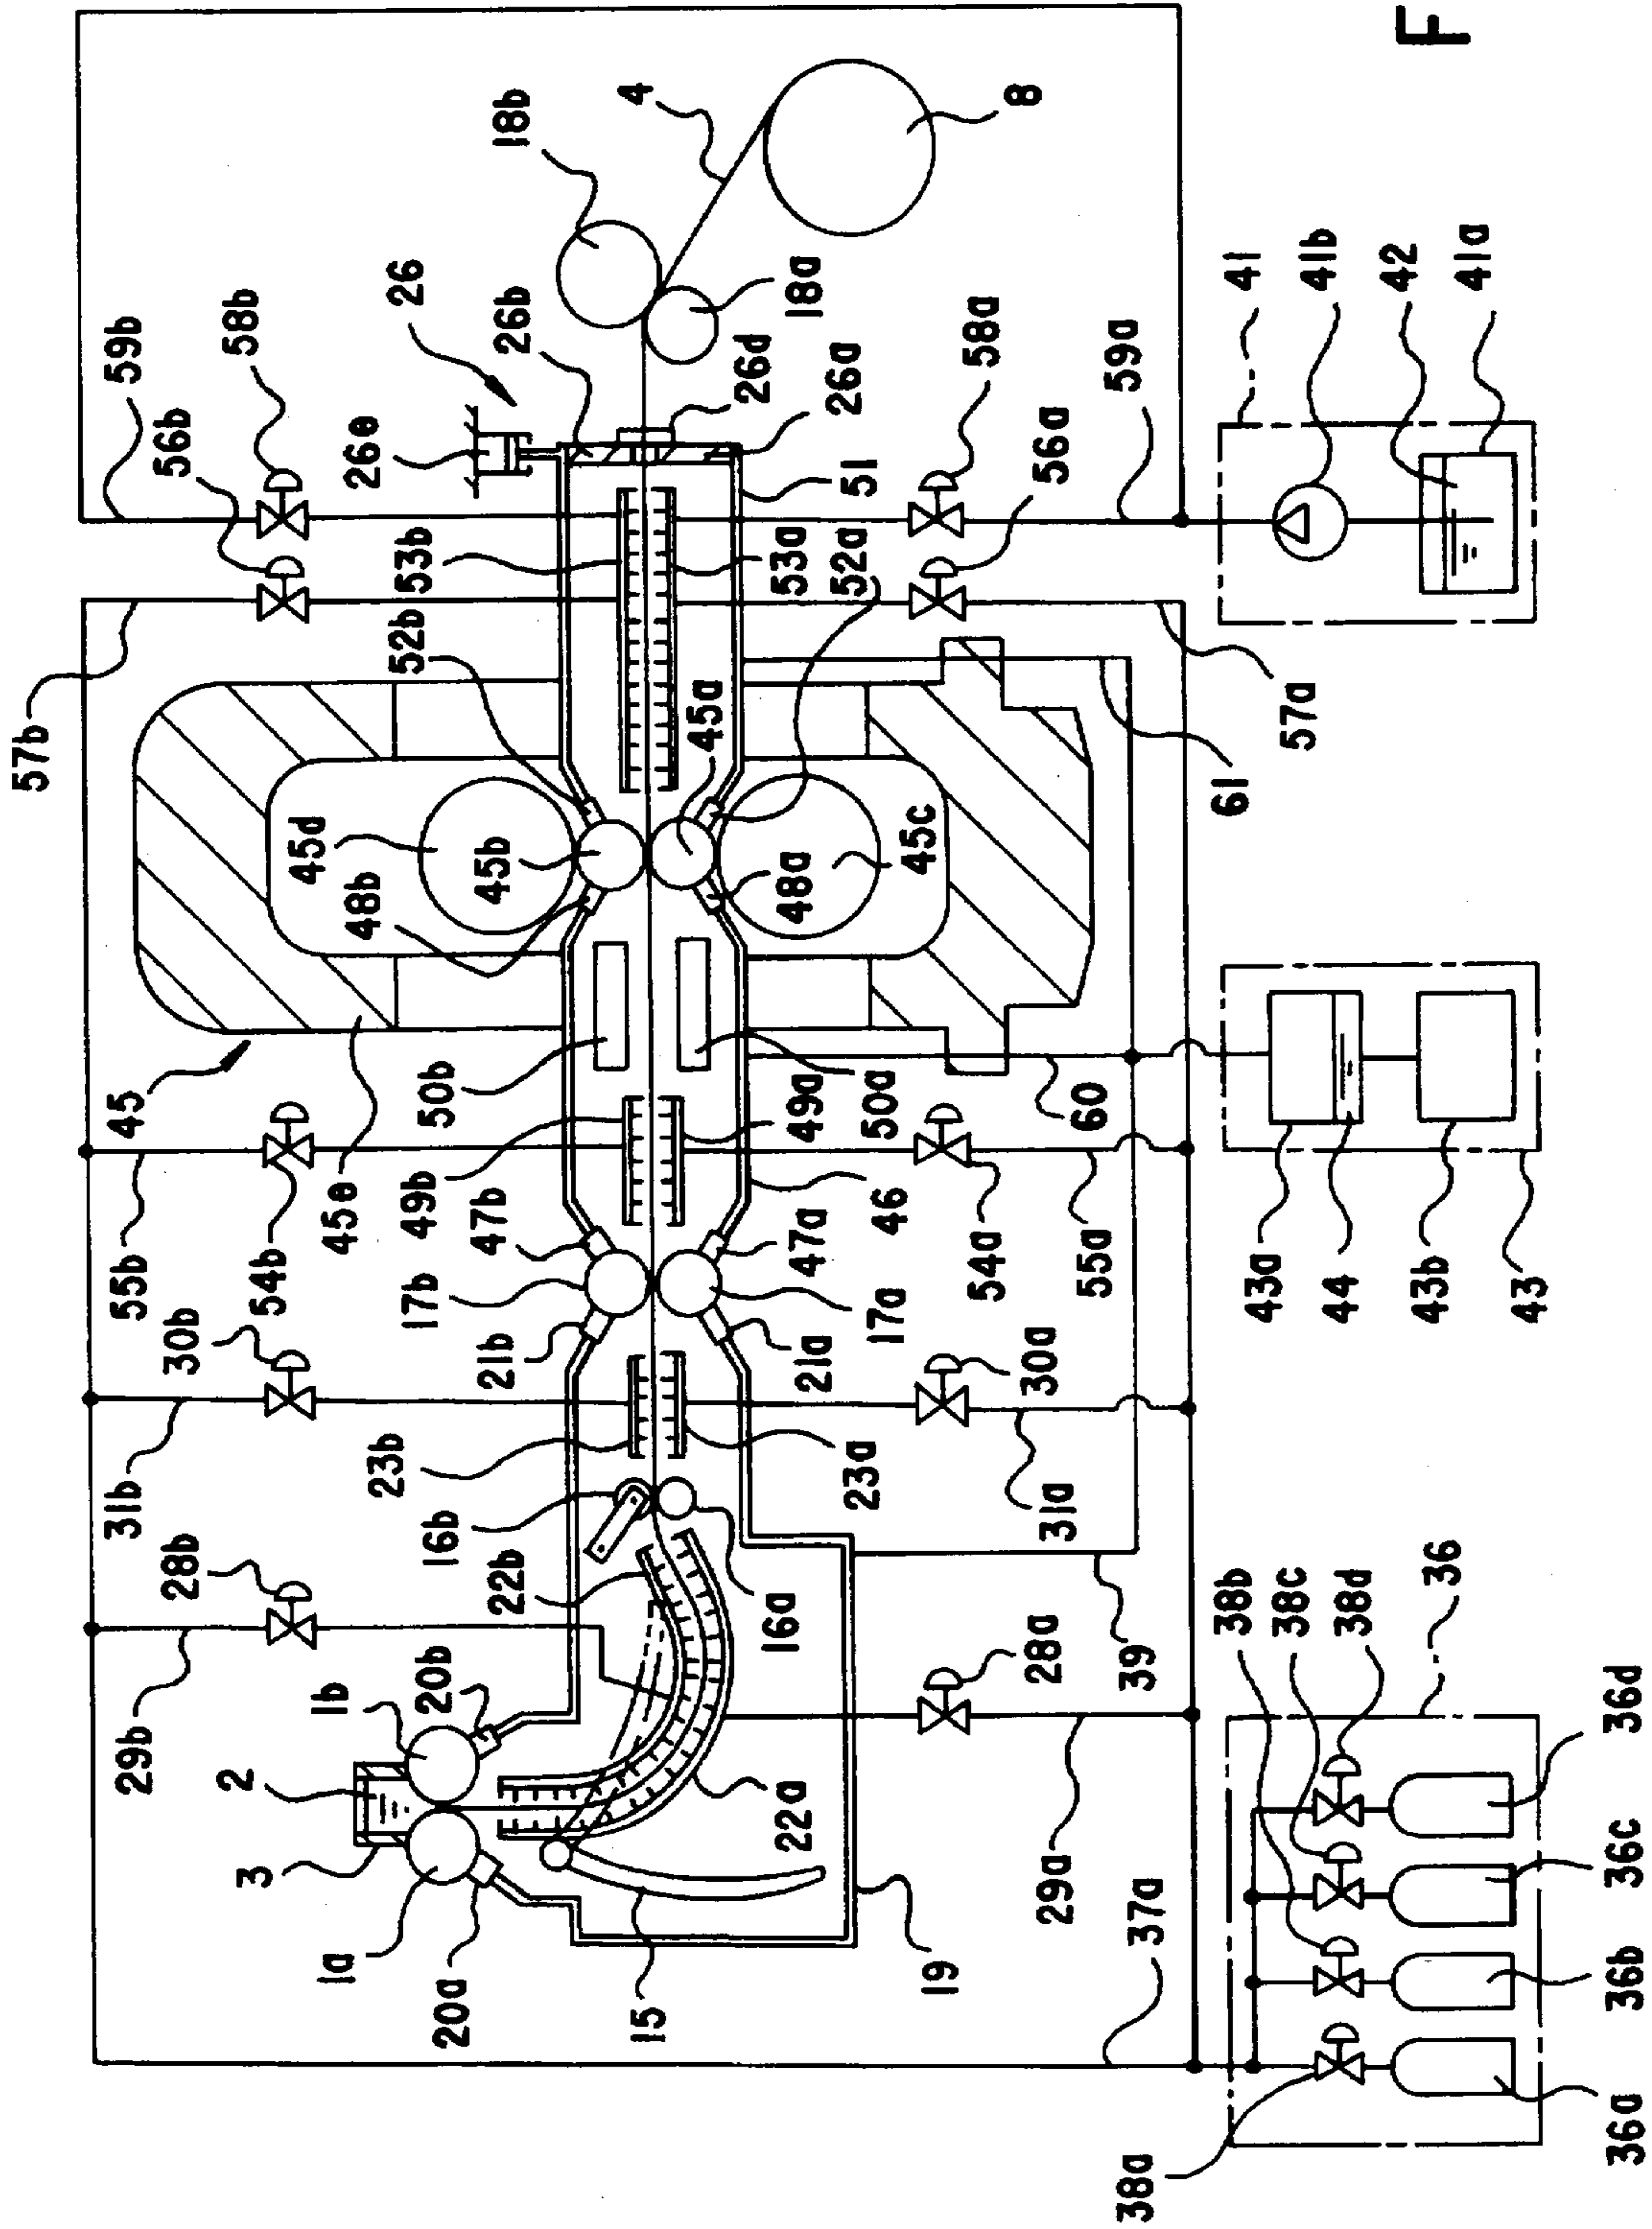 F
59b
56b
58b
26e
26
26b
18b
4
8
18a
26d
26a
51
58a
56a
59a
41
41b
42
41a
57b
53b
53a
52a
52b
45a
45d
45b
48b
48a
45c
57a
61
45
45e
50b
50a
49b
49a
60
43a
44
43b
43
55b
54b
47b
47a
46
54a
55a
17b
17a
21b
21a
30b
30a
31b
23b
23a
31a
28b
16b
22b
16a
39
28a
29b
2
1b
20b
3
1a
20a
15
22a
19
29a
37a
38b
38c
38d
36
36d
36c
36b
36a
38a